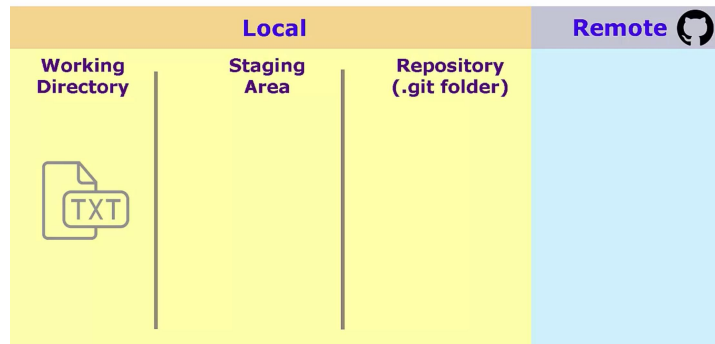 Local
Remote
Working
Directory
Staging
Area
Repository
(.git folder)
TXT